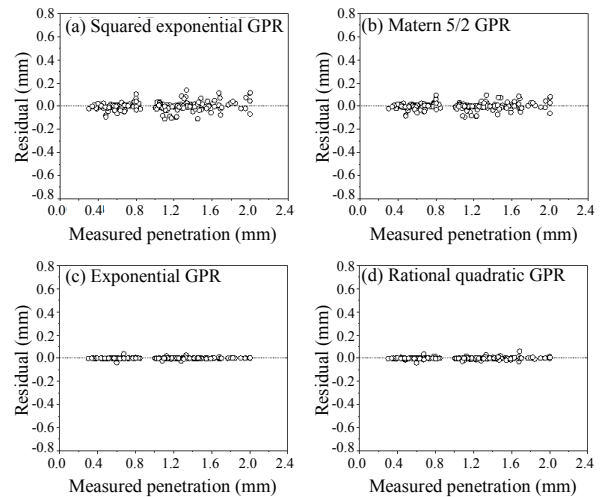 (a) Squared exponential GPR
0.8
0.6
0.4
0.2
0.0
-0.2
-0.4
-0.6
-0.8
Residual (mm)
0.0 0.4 0.8 1.2 1.6 2.0 2.4
Measured penetration (mm)
(b) Matern 5/2 GPR
0.8
0.6
0.4
0.2
0.0
-0.2
-0.4
-0.6
-0.8
Residual (mm)
0.0 0.4 0.8 1.2 1.6 2.0 2.4
Measured penetration (mm)
(c) Exponential GPR
0.8
0.6
0.4
0.2
0.0
-0.2
-0.4
-0.6
-0.8
Residual (mm)
0.0 0.4 0.8 1.2 1.6 2.0 2.4
Measured penetration (mm)
(d) Rational quadratic GPR
0.8
0.6
0.4
0.2
0.0
-0.2
-0.4
-0.6
-0.8
Residual (mm)
0.0 0.4 0.8 1.2 1.6 2.0 2.4
Measured penetration (mm)